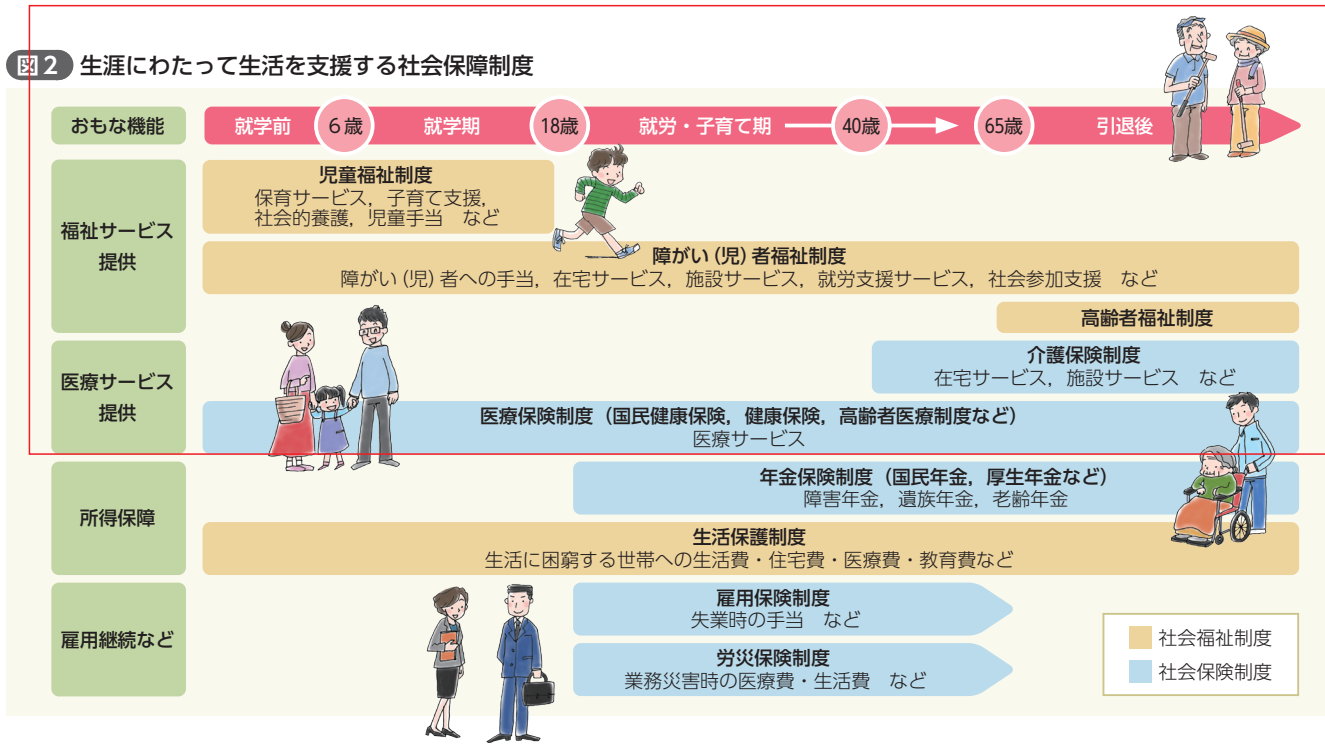 図2 生涯にわたって生活を支援する社会保障制度
おもな機能
就学前 6歳 就学期 18歳 就労・子育て期 40歳 65歳 引退後
福祉サービス
提供
児童福祉制度
保育サービス，子育て支援，
社会的養護，児童手当　など
障がい（児）者福祉制度
障がい（児）者への手当，在宅サービス，施設サービス，就労支援サービス，社会参加支援　など
高齢者福祉制度
医療サービス
提供
介護保険制度
在宅サービス，施設サービス　など
医療保険制度（国民健康保険，健康保険，高齢者医療制度など）
医療サービス
所得保障
年金保険制度（国民年金，厚生年金など）
障害年金，遺族年金，老齢年金
生活保護制度
生活に困窮する世帯への生活費・住宅費・医療費・教育費など
雇用継続など
雇用保険制度
失業時の手当　など
労災保険制度
業務災害時の医療費・生活費　など
社会福祉制度
社会保険制度